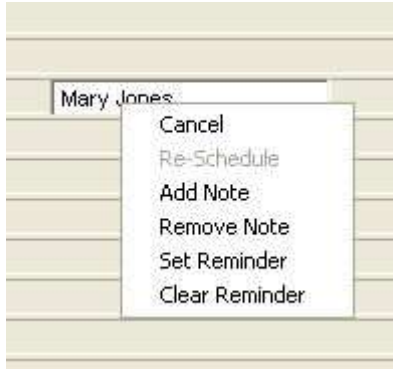 Mary Jones
Cancel
Re-Schedule
Add Note
Remove Note
Set Reminder
Clear Reminder